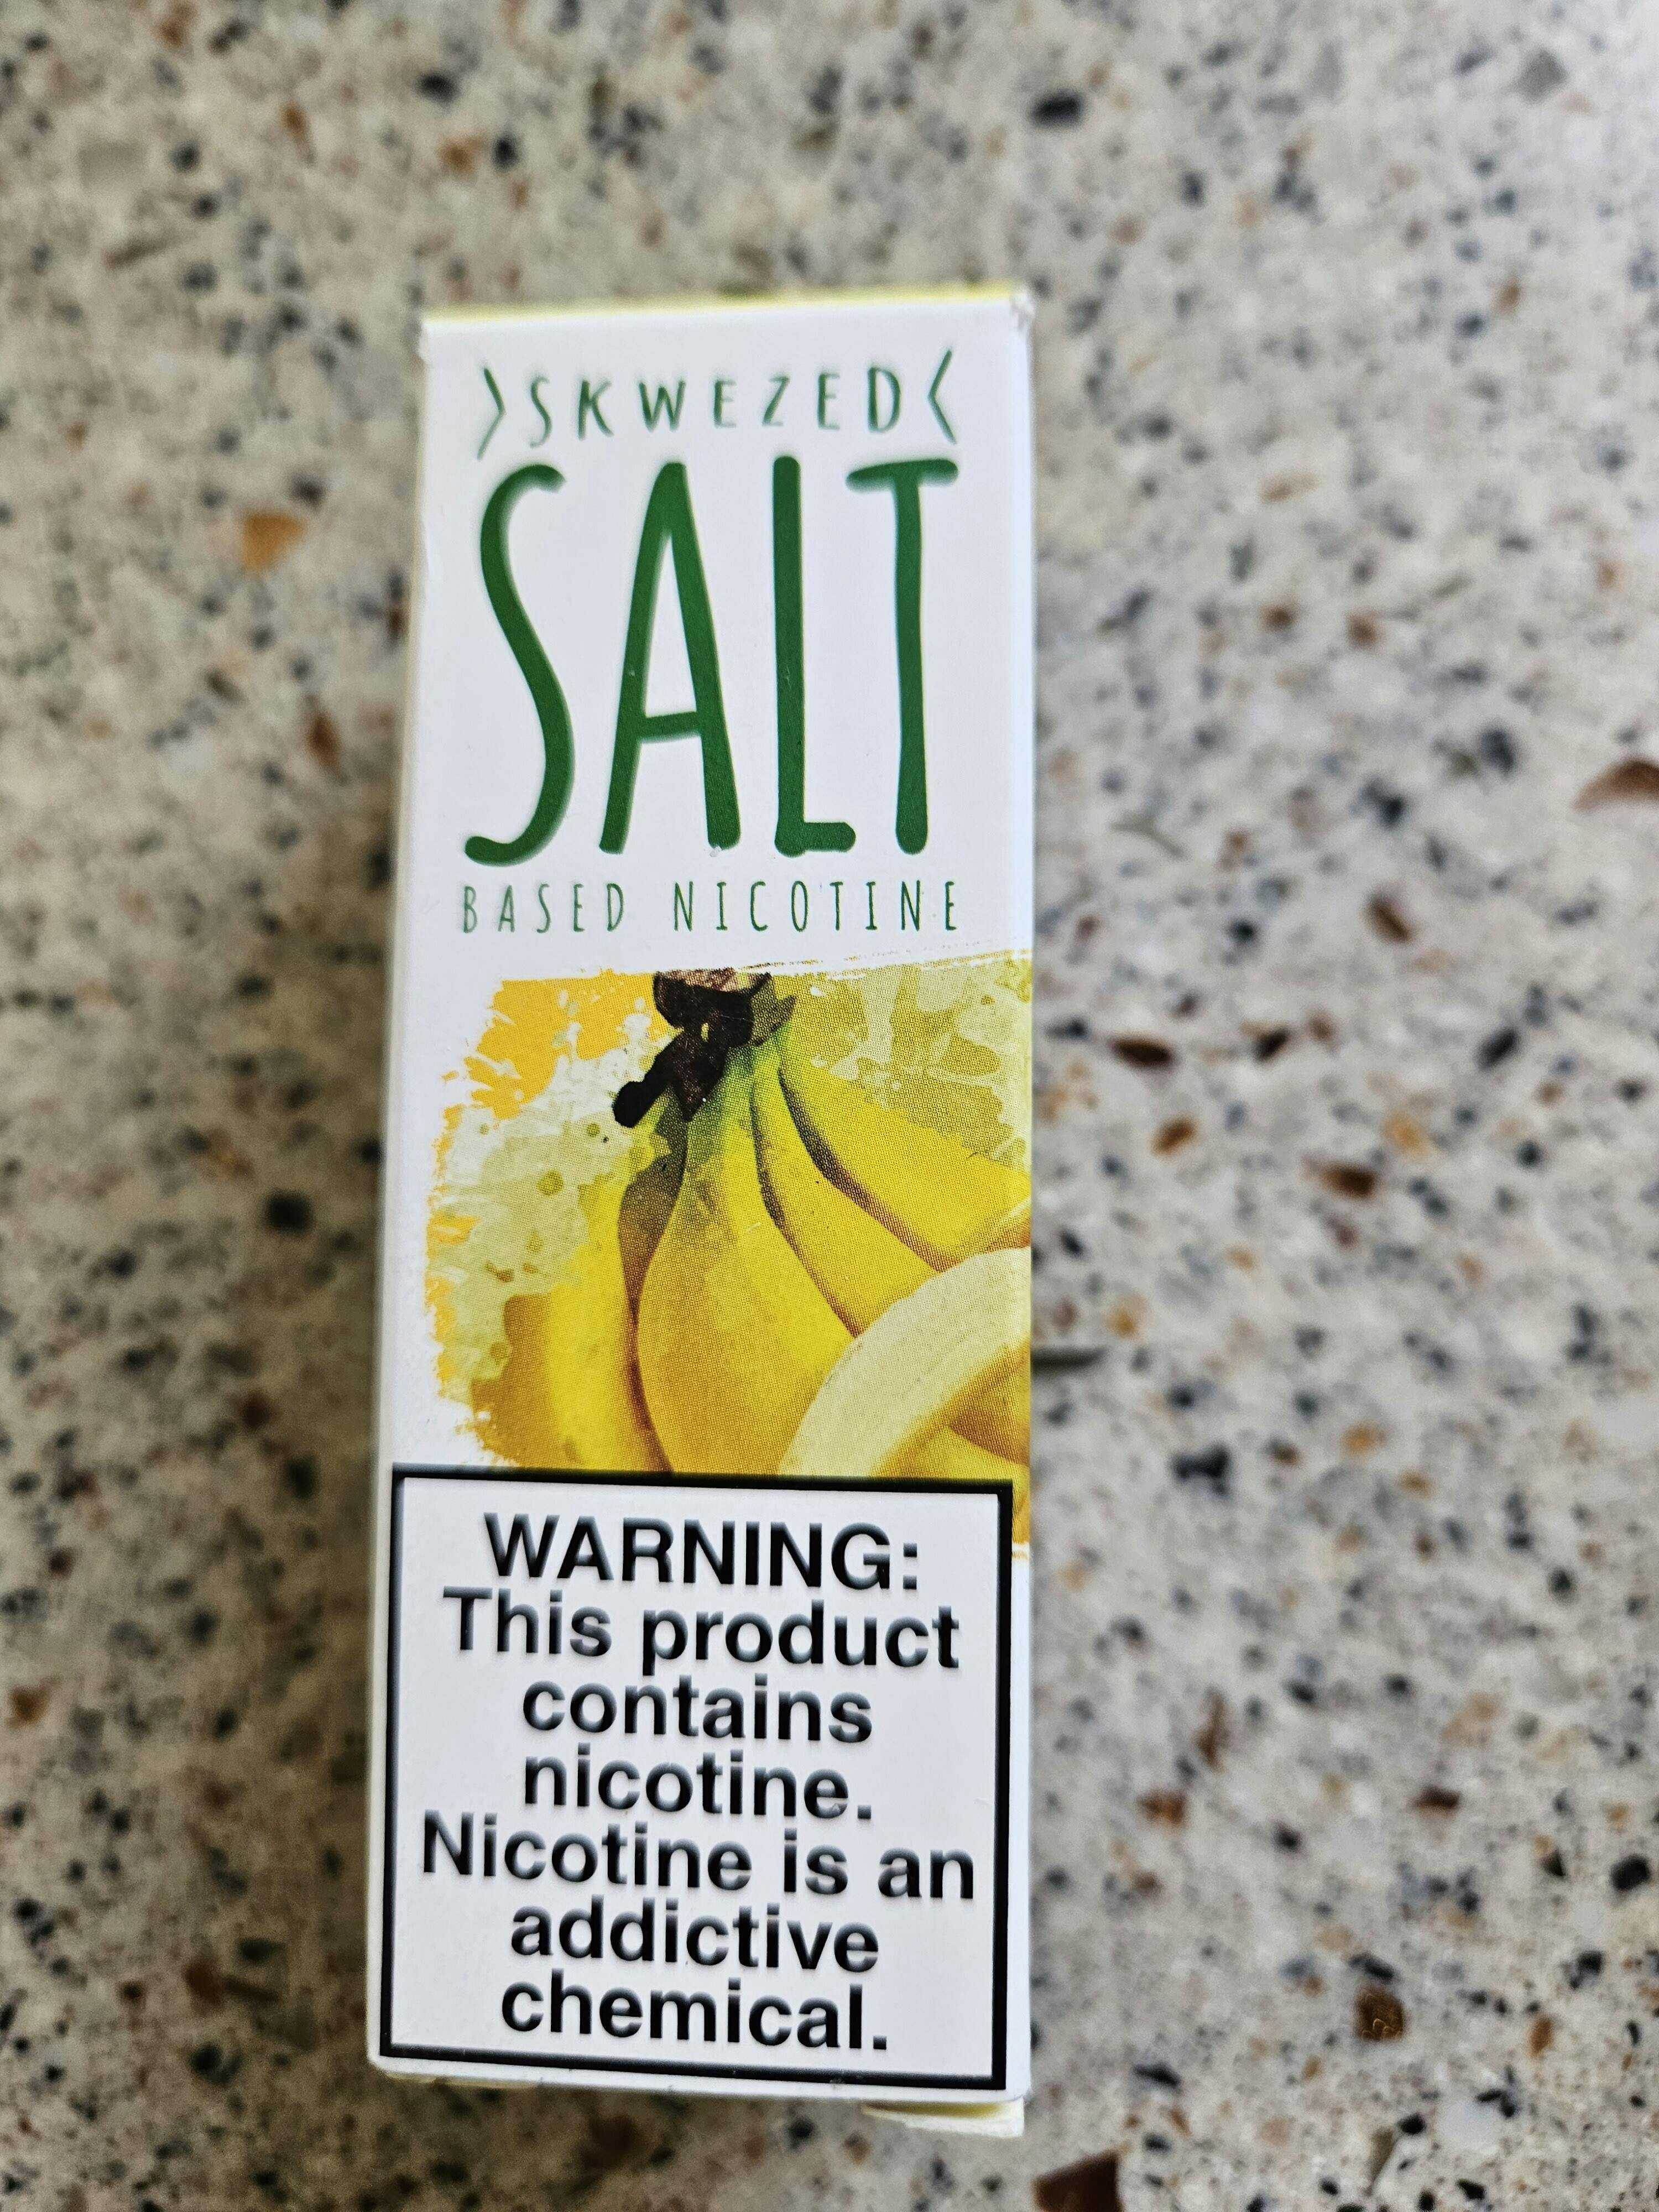 〉SKWEZED〈
SALT
BASED NICOTINE
WARNING:
This product
contains
nicotine.
Nicotine is an
addictive
chemical.